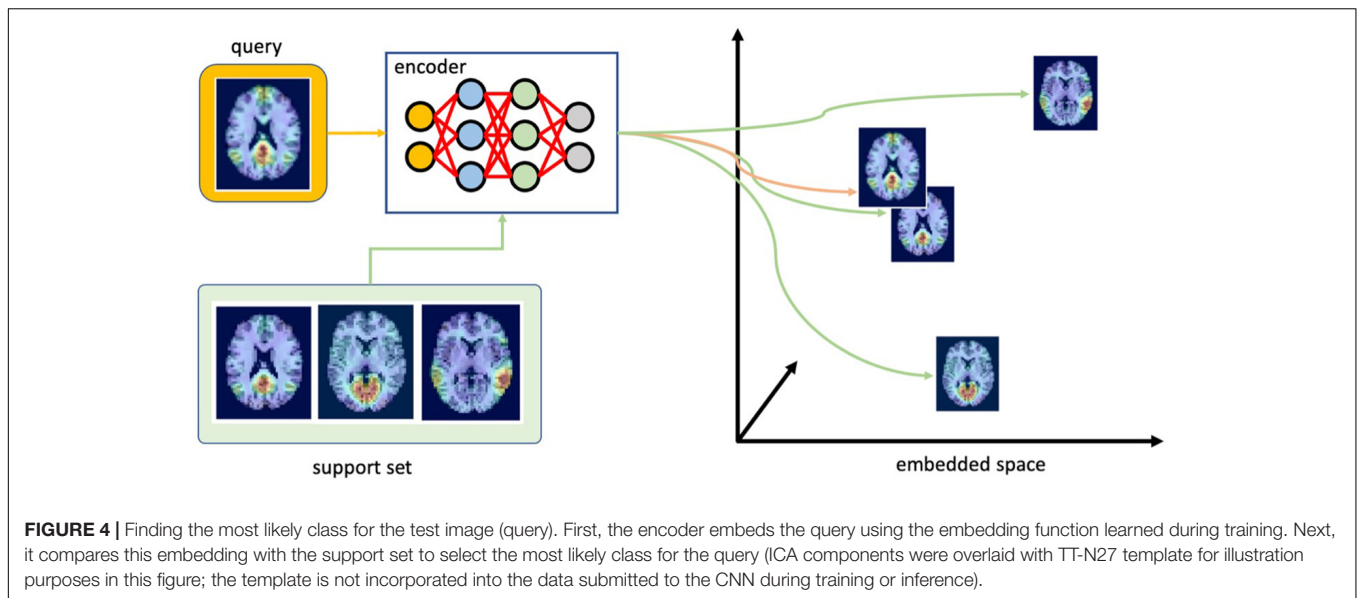 query
encoder
support set
embedded space
FIGURE 4 | Finding the most likely class for the test image (query). First, the encoder embeds the query using the embedding function learned during training. Next,
it compares this embedding with the support set to select the most likely class for the query (ICA components were overlaid with TT-N27 template for illustration
purposes in this figure; the template is not incorporated into the data submitted to the CNN during training or inference).